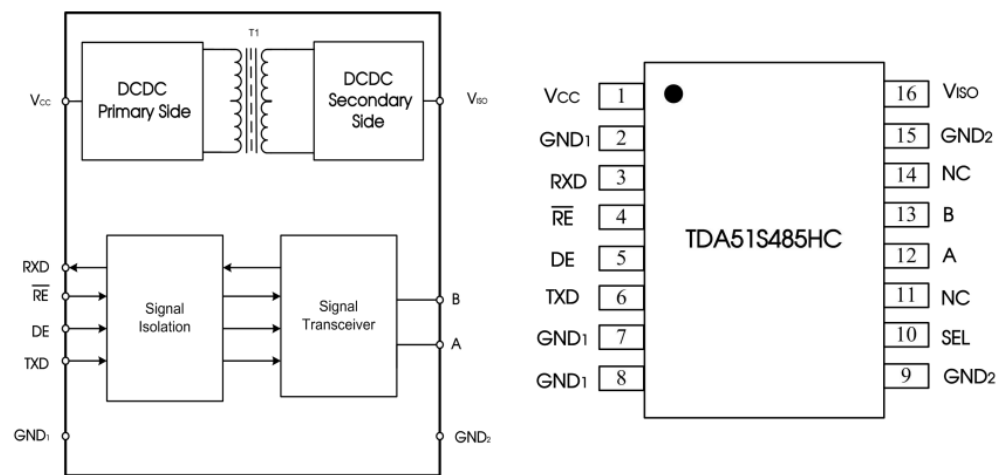 T1
DCDC
Primary Side
DCDC
Secondary
Side
Vcc
VISO
RXD
RE
DE
TXD
Signal
Isolation
Signal
Transceiver
B
A
GND1
GND2
Vcc 1
GND1 2
RXD 3
RE 4
DE 5
TXD 6
GND1 7
GND1 8
TDA51S485HC
16 VISO
15 GND2
14 NC
13 B
12 A
11 NC
10 SEL
9 GND2